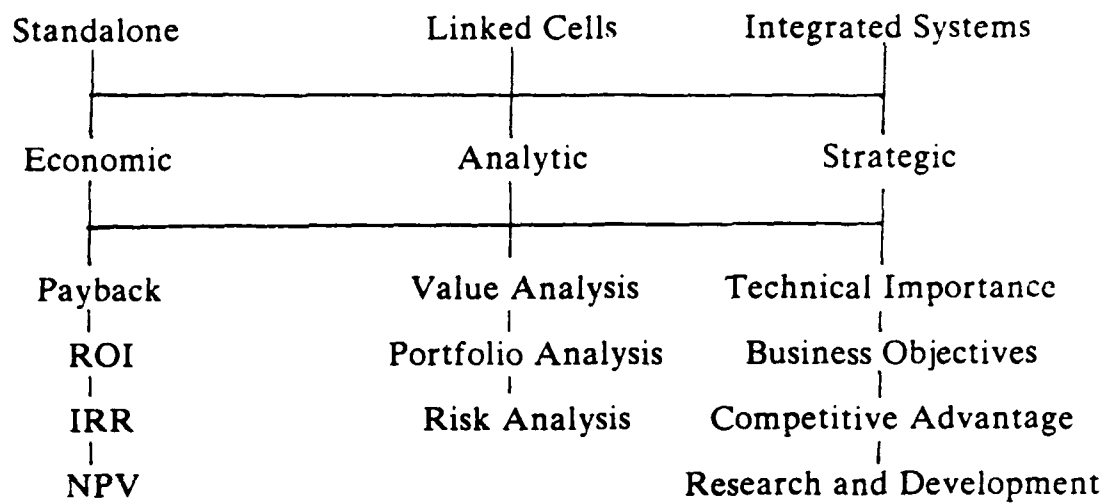 Standalone Linked Cells Integrated Systems
Economic Analytic Strategic
Payback Value Analysis Technical Importance
ROI Portfolio Analysis Business Objectives
IRR Risk Analysis Competitive Advantage
NPV Research and Development